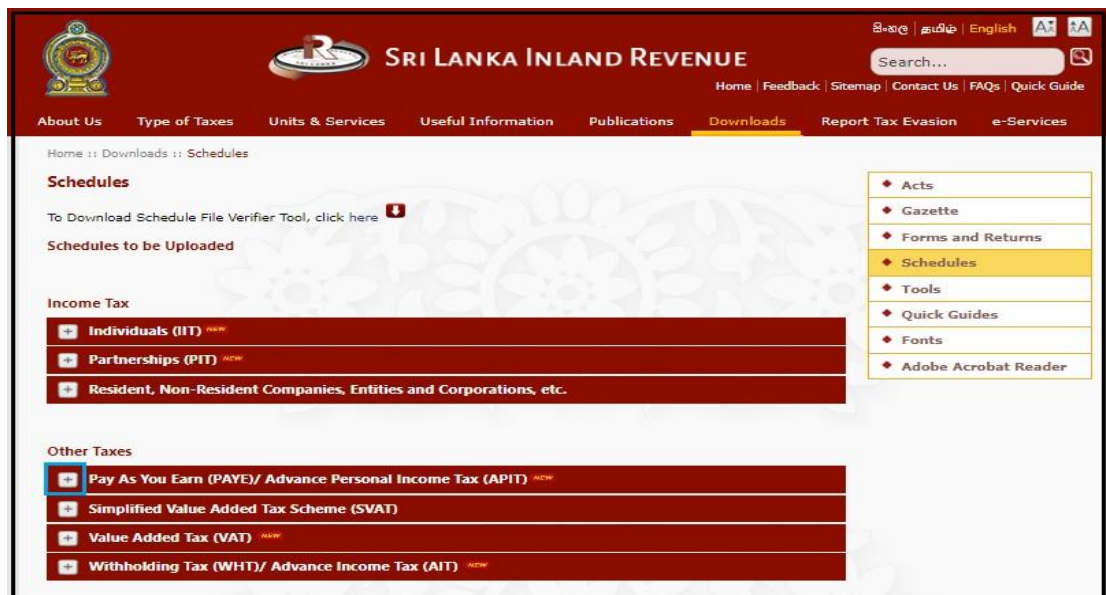 සිංහල | தமிழ் | English
SRI LANKA INLAND REVENUE
Search...
Home | Feedback | Sitemap | Contact Us | FAQs | Quick Guide
About Us Type of Taxes Units & Services Useful Information Publications Downloads Report Tax Evasion e-Services
Home :: Downloads :: Schedules
Schedules
To Download Schedule File Verifier Tool, click here
Schedules to be Uploaded
Income Tax
Individuals (IIT) NEW
Partnerships (PIT) NEW
Resident, Non-Resident Companies, Entities and Corporations, etc.
Other Taxes
Pay As You Earn (PAYE)/ Advance Personal Income Tax (APIT) NEW
Simplified Value Added Tax Scheme (SVAT)
Value Added Tax (VAT) NEW
Withholding Tax (WHT)/ Advance Income Tax (AIT) NEW
Acts
Gazette
Forms and Returns
Schedules
Tools
Quick Guides
Fonts
Adobe Acrobat Reader